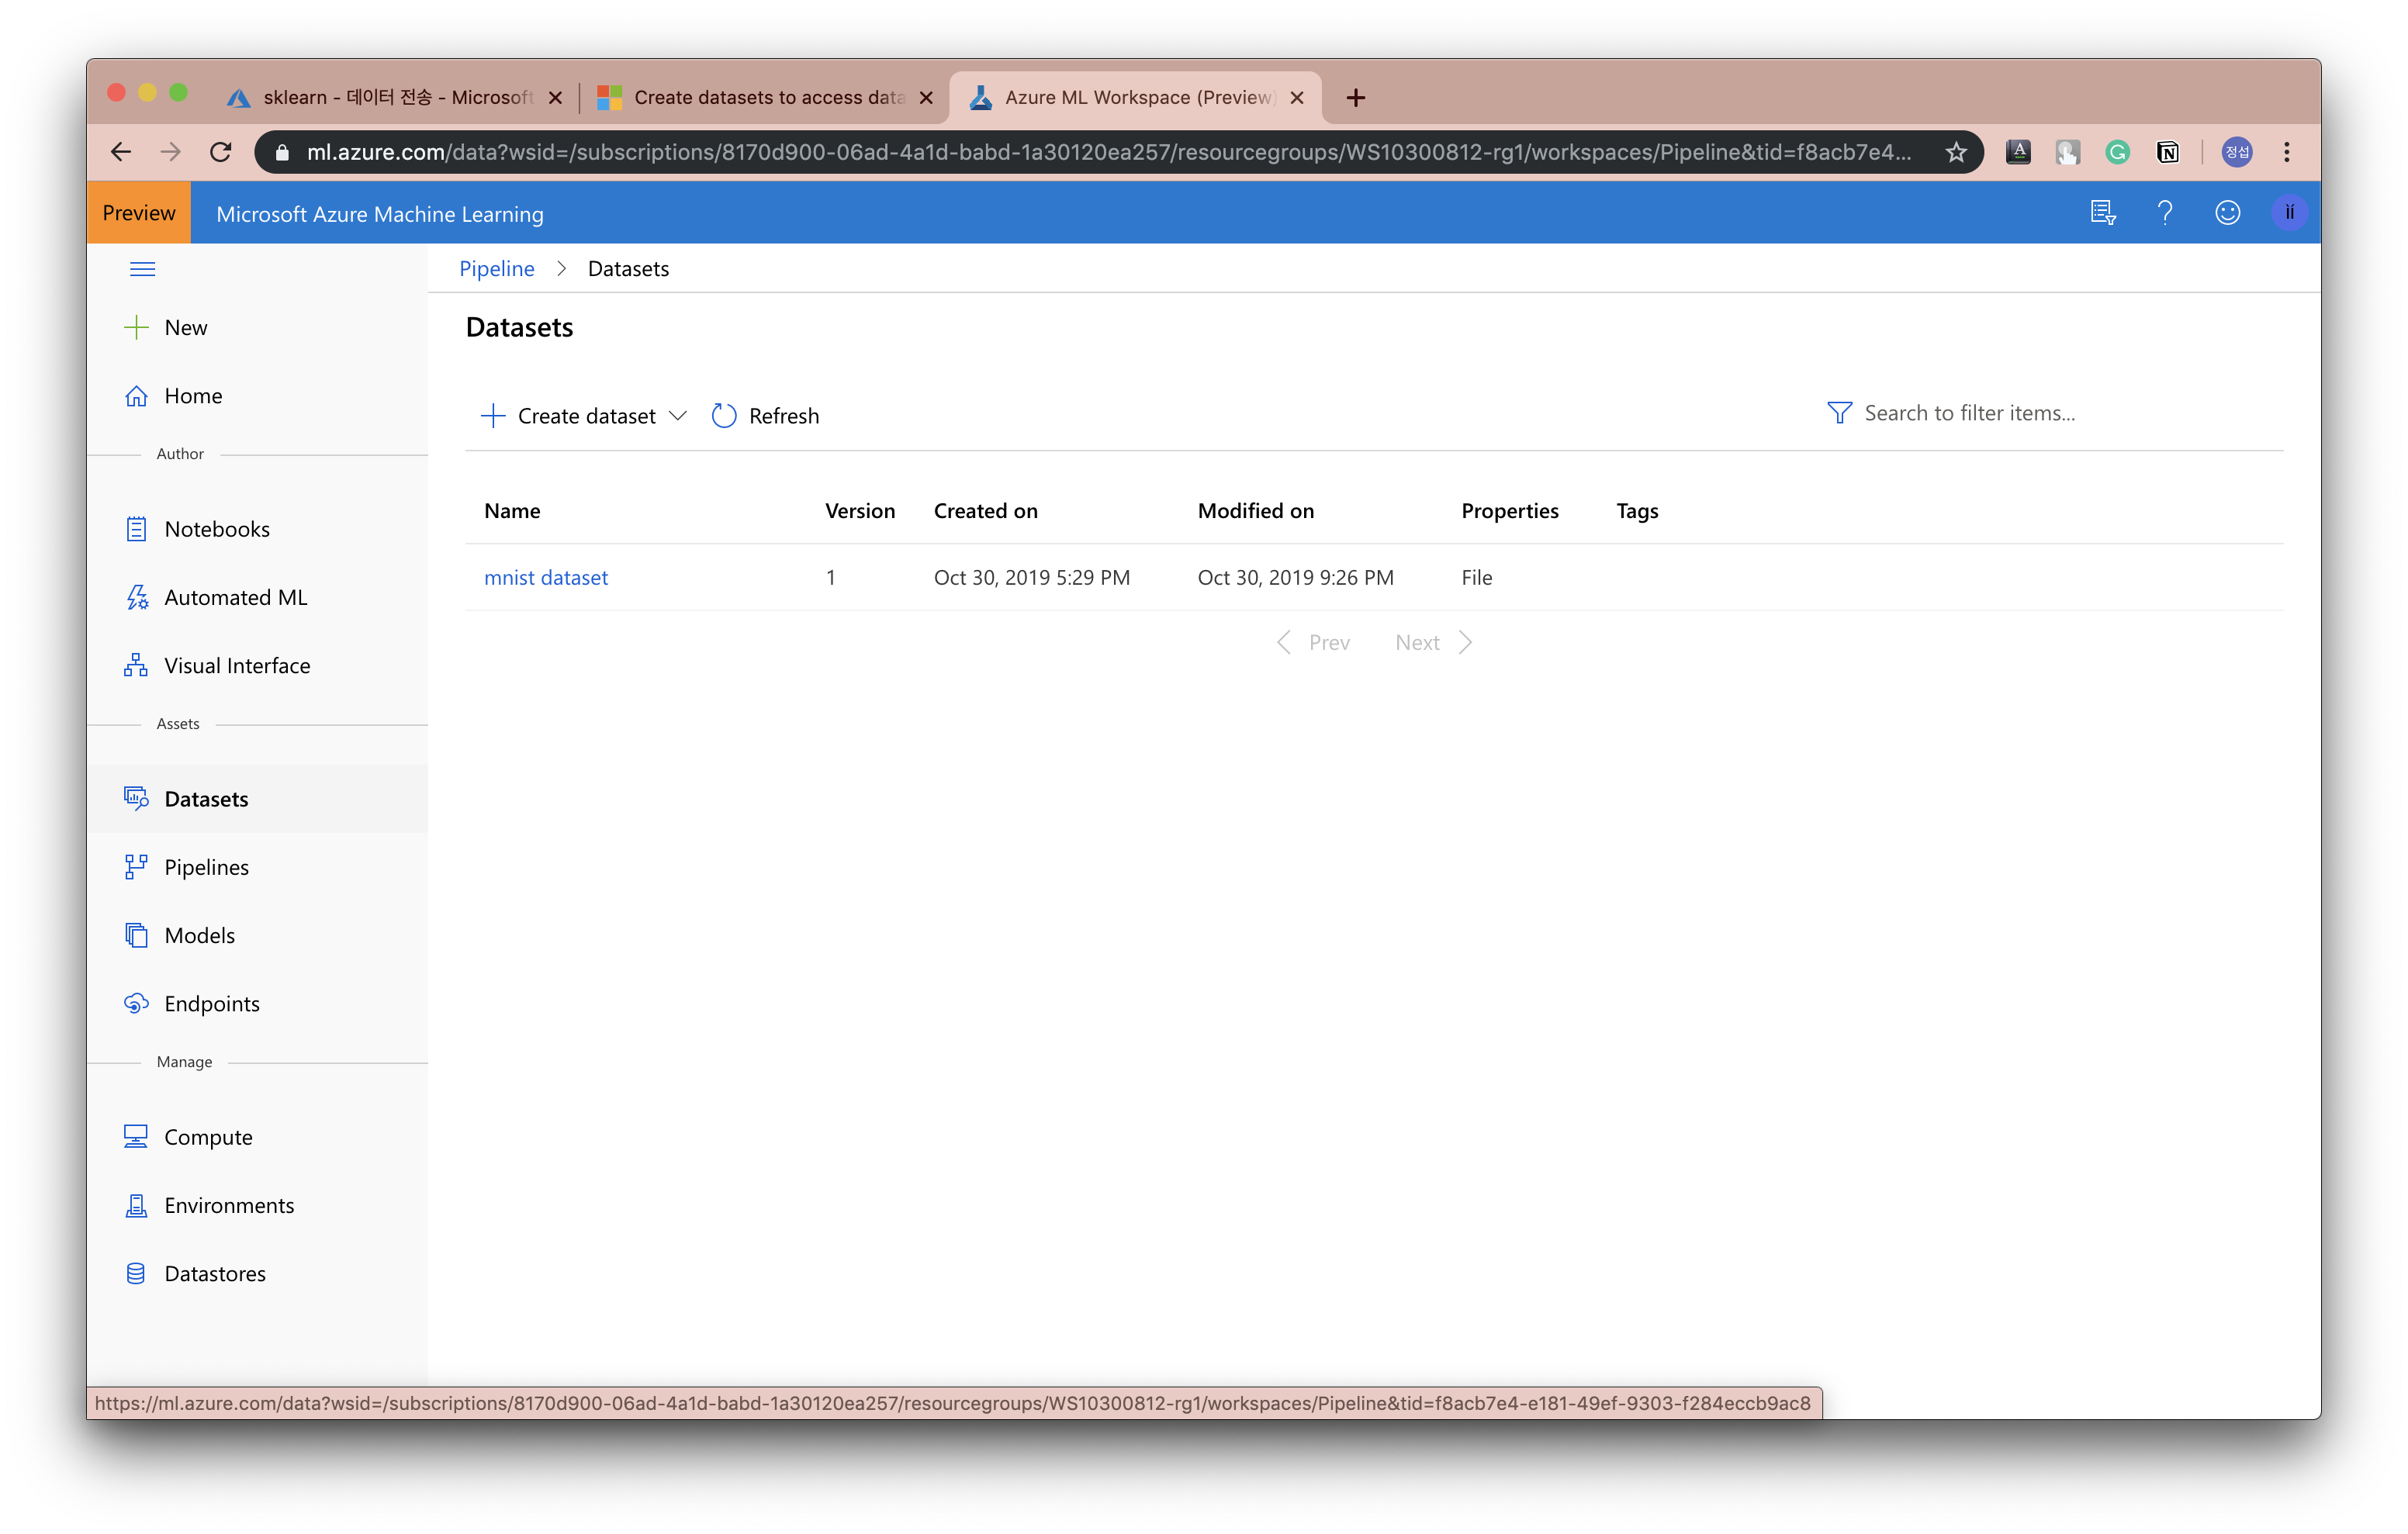 sklearn - 데이터 전송 - Microsoft
Create datasets to access data
Azure ML Workspace (Preview)
ml.azure.com/data?wsid=/subscriptions/8170d900-06ad-4a1d-babd-1a30120ea257/resourcegroups/WS10300812-rg1/workspaces/Pipeline&tid=f8acb7e4...
정섭
Preview
Microsoft Azure Machine Learning
Pipeline > Datasets
New
Home
Author
Notebooks
Automated ML
Visual Interface
Assets
Datasets
Pipelines
Models
Endpoints
Manage
Compute
Environments
Datastores
Datasets
Create dataset
Refresh
Search to filter items...
Name Version Created on Modified on Properties Tags
mnist dataset 1 Oct 30, 2019 5:29 PM Oct 30, 2019 9:26 PM File
Prev Next
https://ml.azure.com/data?wsid=/subscriptions/8170d900-06ad-4a1d-babd-1a30120ea257/resourcegroups/WS10300812-rg1/workspaces/Pipeline&tid=f8acb7e4-e181-49ef-9303-f284eccb9ac8